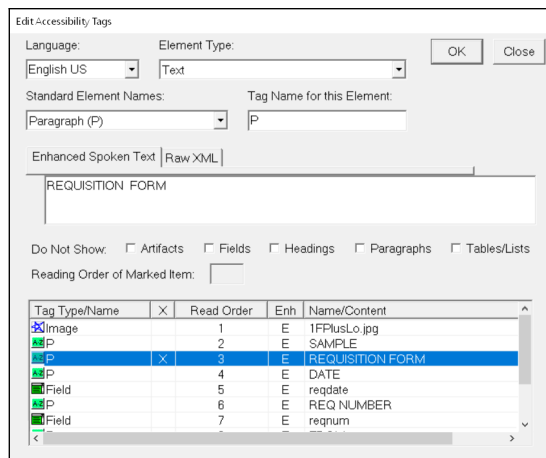 Edit Accessibility Tags
Language: Element Type:
English US Text
OK Close
Standard Element Names: Tag Name for this Element:
Paragraph (P) P
Enhanced Spoken Text Raw XML
REQUISITION FORM
Do Not Show: Artifacts Fields Headings Paragraphs Tables/Lists
Reading Order of Marked Item:
Tag Type/Name X Read Order Enh Name/Content
Image 1 E 1FPlusLo.jpg
A-Z P 2 E SAMPLE
A-Z P X 3 E REQUISITION FORM
A-Z P 4 E DATE
Field 5 E reqdate
A-Z P 6 E REQ NUMBER
Field 7 E reqnum